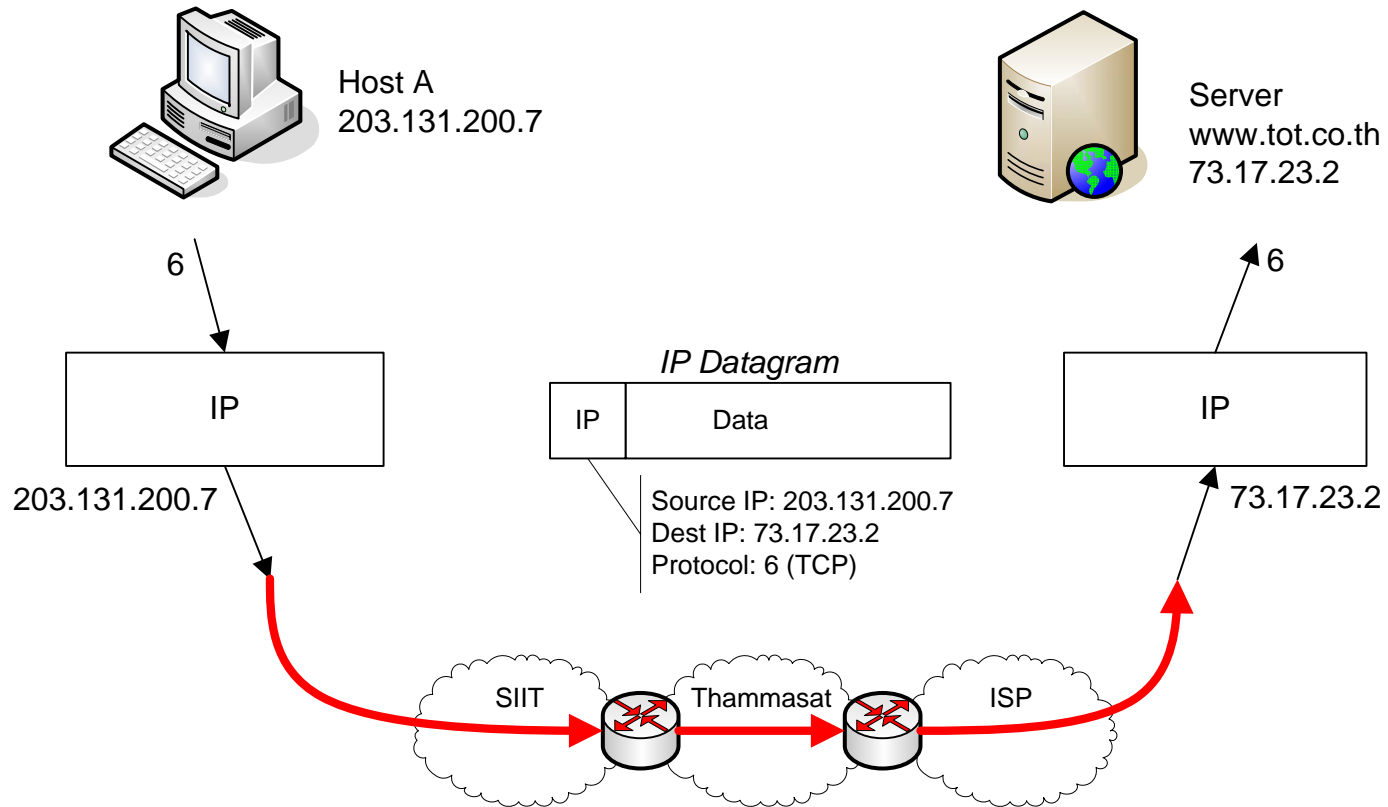 Host A
203.131.200.7
Server
www.tot.co.th
73.17.23.2
6
6
IP
IP Datagram
IP
Data
IP
203.131.200.7
Source IP: 203.131.200.7
Dest IP: 73.17.23.2
Protocol: 6 (TCP)
73.17.23.2
SIIT
Thammasat
ISP